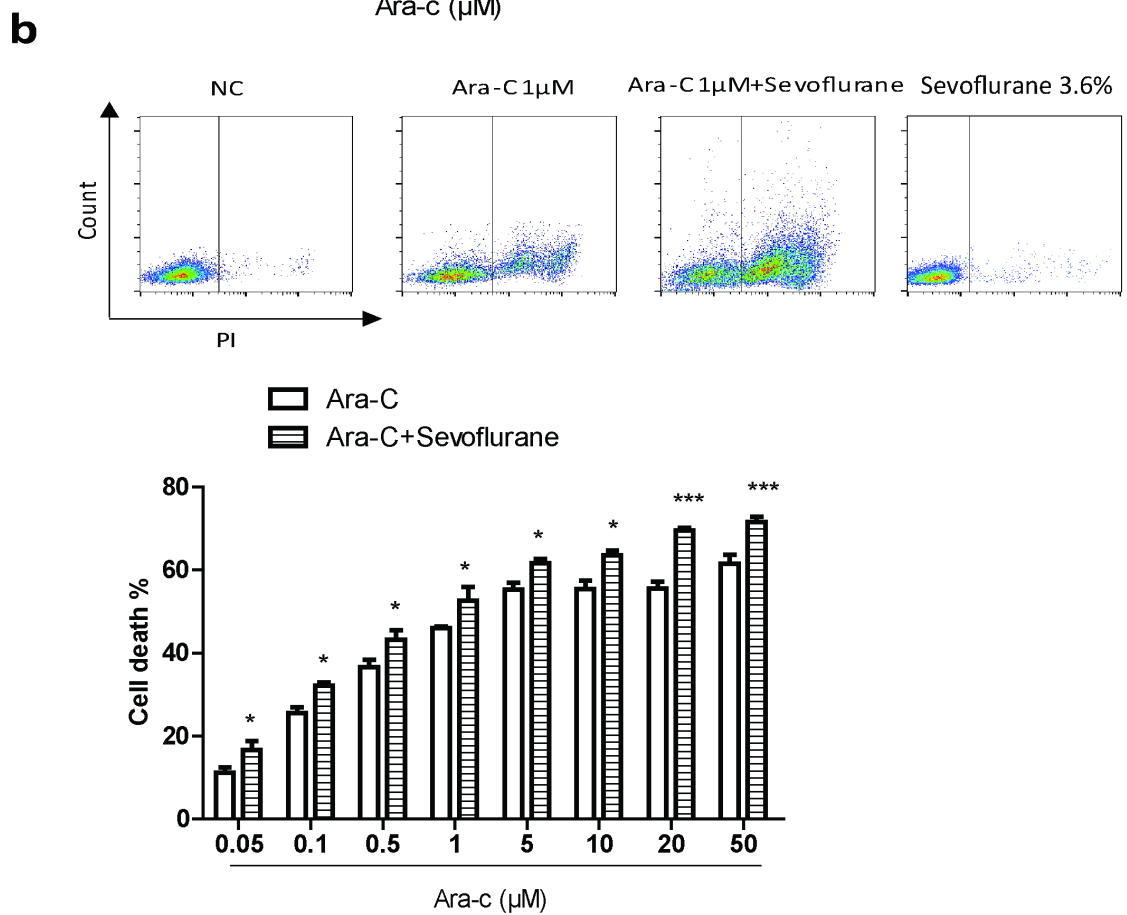 Ara-c (µM)
b
NC
Ara-C 1µM
Ara-C 1µM+Sevoflurane
Sevoflurane 3.6%
Count
PI
Ara-C
Ara-C+Sevoflurane
80
60
40
20
0
Cell death %
*
*
*
*
*
*
***
***
0.05 0.1 0.5 1 5 10 20 50
Ara-c (µM)